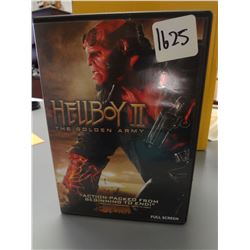 1625
HELLBOY II
THE GOLDEN ARMY
"ACTION-PACKED FROM
BEGINNING TO END!"
FULL SCREEN